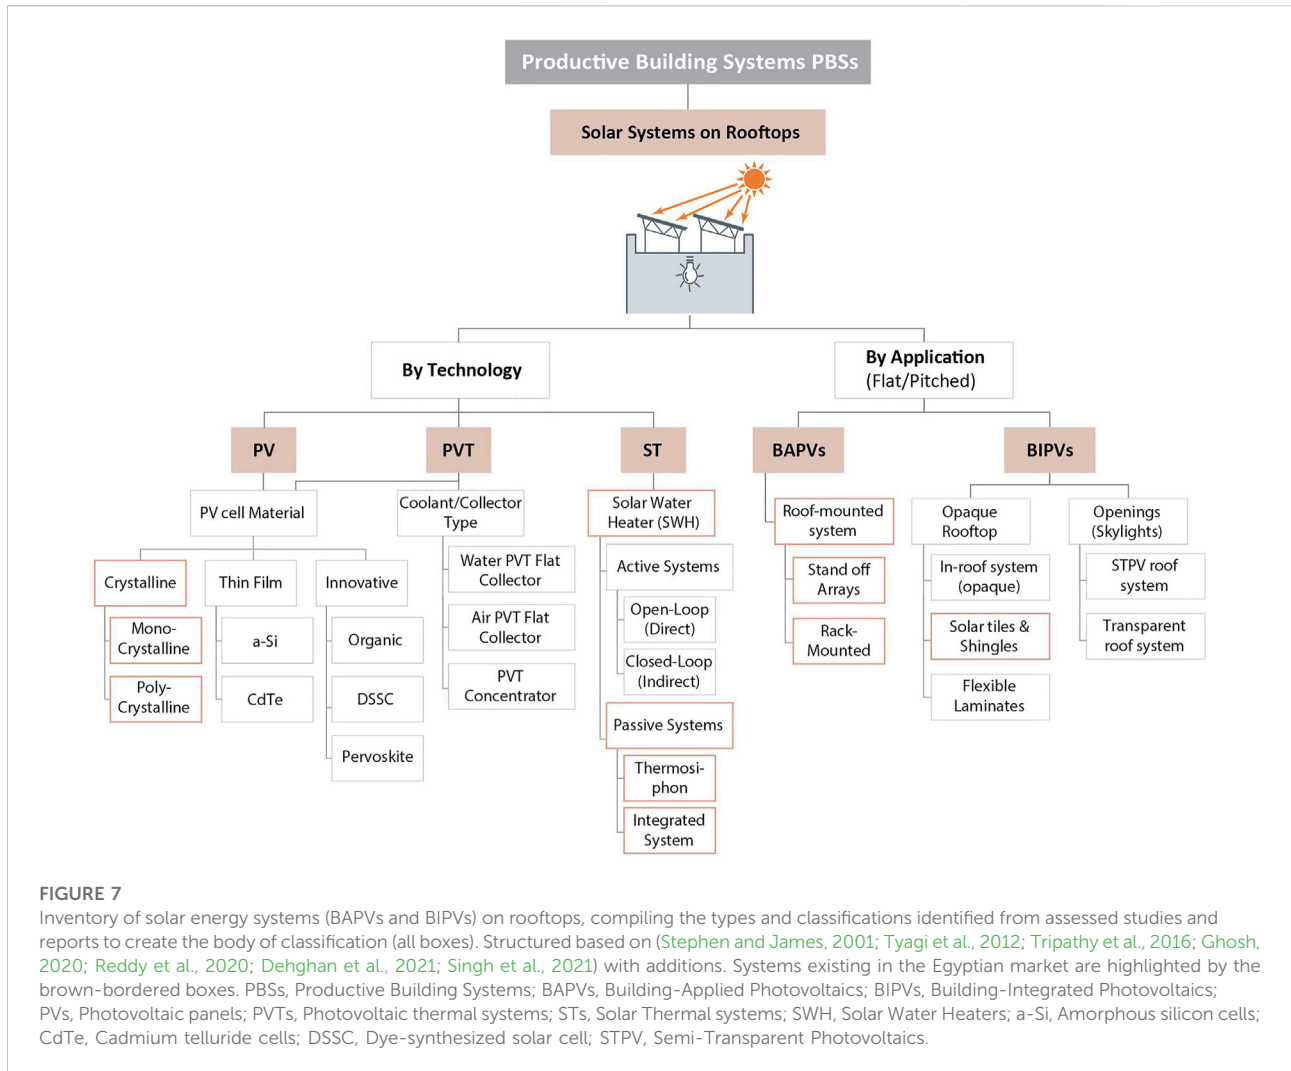 Productive Building Systems PBSs
Solar Systems on Rooftops
By Technology
By Application
(Flat/Pitched)
PV
PVT
ST
BAPVs
BIPVs
PV cell Material
Coolant/Collector
Type
Solar Water
Heater (SWH)
Roof-mounted
system
Opaque
Rooftop
Openings
(Skylights)
Crystalline
Mono-
Crystalline
Poly-
Crystalline
Thin Film
a-Si
CdTe
Innovative
Organic
DSSC
Pervoskite
Water PVT Flat
Collector
Air PVT Flat
Collector
PVT
Concentrator
Active Systems
Open-Loop
(Direct)
Closed-Loop
(Indirect)
Passive Systems
Thermosi-
phon
Integrated
System
Stand off
Arrays
Rack-
Mounted
In-roof system
(opaque)
Solar tiles &
Shingles
Flexible
Laminates
STPV roof
system
Transparent
roof system
FIGURE 7
Inventory of solar energy systems (BAPVs and BIPVs) on rooftops, compiling the types and classifications identified from assessed studies and
reports to create the body of classification (all boxes). Structured based on (Stephen and James, 2001; Tyagi et al., 2012; Tripathy et al., 2016; Ghosh,
2020; Reddy et al., 2020; Dehghan et al., 2021; Singh et al., 2021) with additions. Systems existing in the Egyptian market are highlighted by the
brown-bordered boxes. PBSs, Productive Building Systems; BAPVs, Building-Applied Photovoltaics; BIPVs, Building-Integrated Photovoltaics;
PVs, Photovoltaic panels; PVTs, Photovoltaic thermal systems; STs, Solar Thermal systems; SWH, Solar Water Heaters; a-Si, Amorphous silicon cells;
CdTe, Cadmium telluride cells; DSSC, Dye-synthesized solar cell; STPV, Semi-Transparent Photovoltaics.